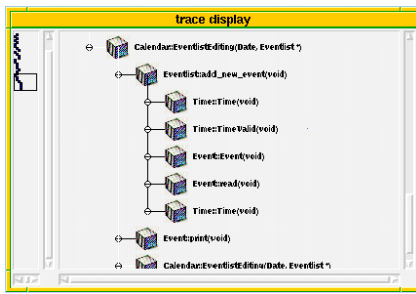 trace display
Calendar::EventlistEditing(Date, Eventlist *)
Eventlist::add_new_event(void)
Time::Time(void)
Time::TimeValid(void)
Event::Event(void)
Event::read(void)
Time::Time(void)
Event::print(void)
Calendar::EventlistEditing(Date, Eventlist *)